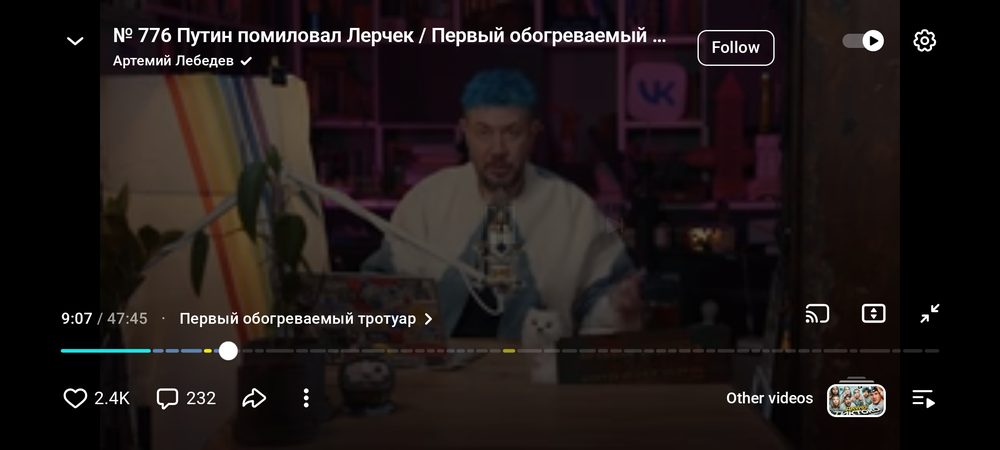 № 776 Путин помиловал Лерчек / Первый обогреваемый ...
Артемий Лебедев
Follow
VK
9:07 / 47:45 · Первый обогреваемый тротуар
2.4K
232
Other videos